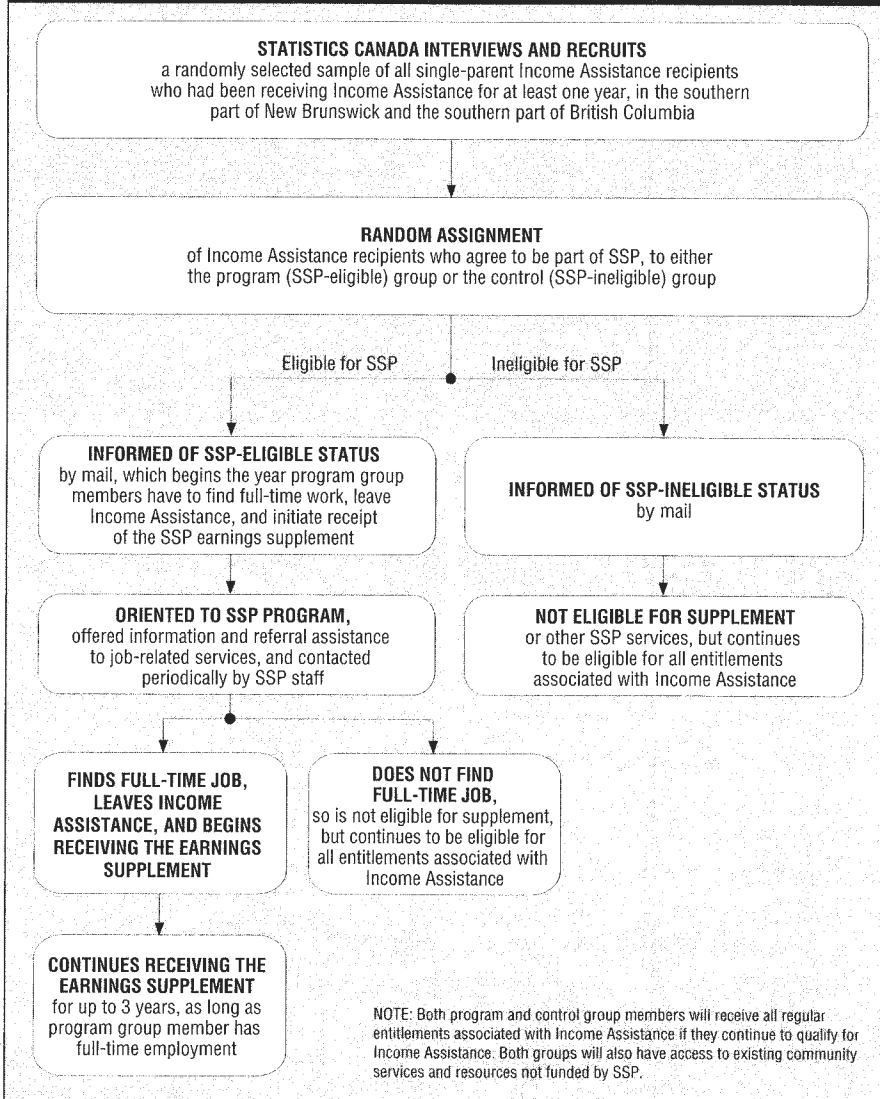 STATISTICS CANADA INTERVIEWS AND RECRUITS
a randomly selected sample of all single-parent Income Assistance recipients
who had been receiving Income Assistance for at least one year, in the southern
part of New Brunswick and the southern part of British Columbia
RANDOM ASSIGNMENT
of Income Assistance recipients who agree to be part of SSP, to either
the program (SSP-eligible) group or the control (SSP-ineligible) group
Eligible for SSP
Ineligible for SSP
INFORMED OF SSP-ELIGIBLE STATUS
by mail, which begins the year program group
members have to find full-time work, leave
Income Assistance, and initiate receipt
of the SSP earnings supplement
INFORMED OF SSP-INELIGIBLE STATUS
by mail
ORIENTED TO SSP PROGRAM,
offered information and referral assistance
to job-related services, and contacted
periodically by SSP staff
NOT ELIGIBLE FOR SUPPLEMENT
or other SSP services, but continues
to be eligible for all entitlements
associated with Income Assistance
FINDS FULL-TIME JOB,
LEAVES INCOME
ASSISTANCE, AND BEGINS
RECEIVING THE EARNINGS
SUPPLEMENT
DOES NOT FIND
FULL-TIME JOB,
so is not eligible for supplement,
but continues to be eligible for
all entitlements associated with
Income Assistance
CONTINUES RECEIVING THE
EARNINGS SUPPLEMENT
for up to 3 years, as long as
program group member has
full-time employment
NOTE: Both program and control group members will receive all regular
entitlements associated with Income Assistance if they continue to qualify for
Income Assistance. Both groups will also have access to existing community
services and resources not funded by SSP.